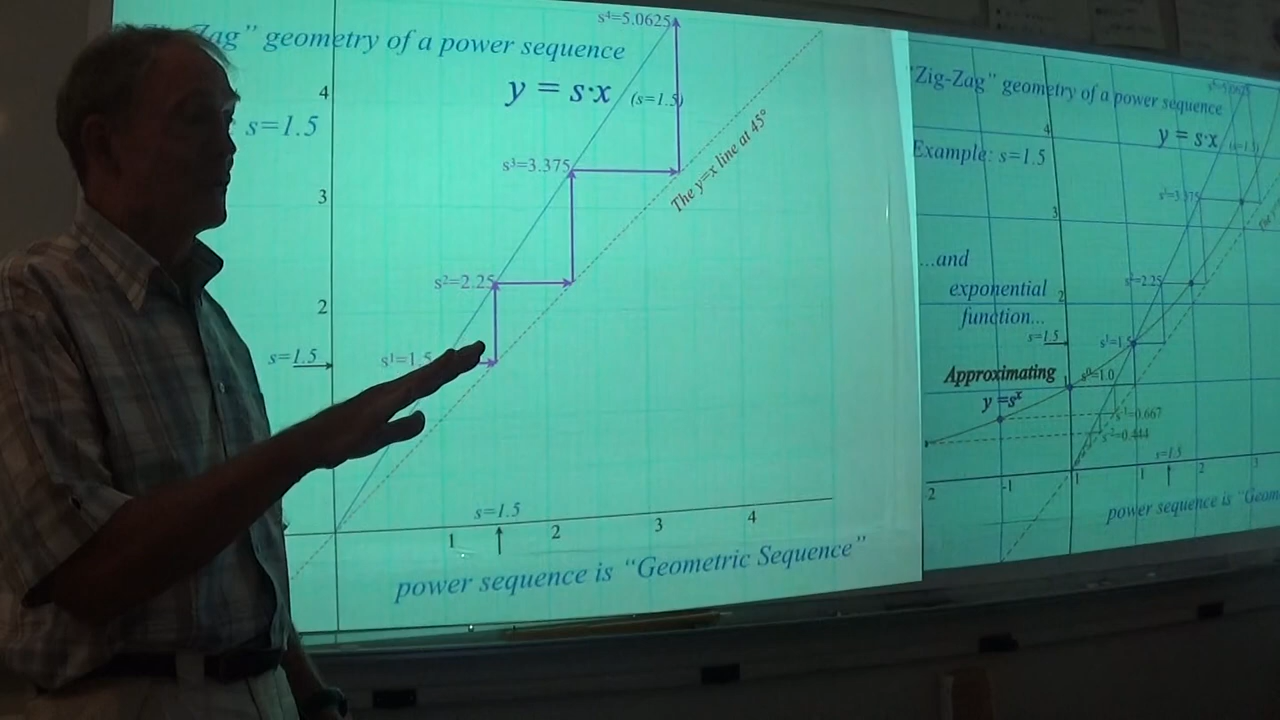 Zag" geometry of a power sequence
y = s·x (s=1.5)
s=1.5
s⁴=5.0625
4
s³=3.375
The y=x line at 45°
3
s²=2.25
2
s=1.5
s¹=1.5
s=1.5
1
2
3
4
power sequence is "Geometric Sequence"
"Zig-Zag" geometry of a power sequence
y = s·x
Example: s=1.5
4
s³=3.375
3
...and
exponential
function...
s²=2.25
2
s=1.5
s¹=1.5
Approximating
y =sˣ
1
s⁰=1.0
s⁻¹=0.667
s⁻²=0.444
s=1.5
2
-1
1
1
2
3
power sequence is "Geom